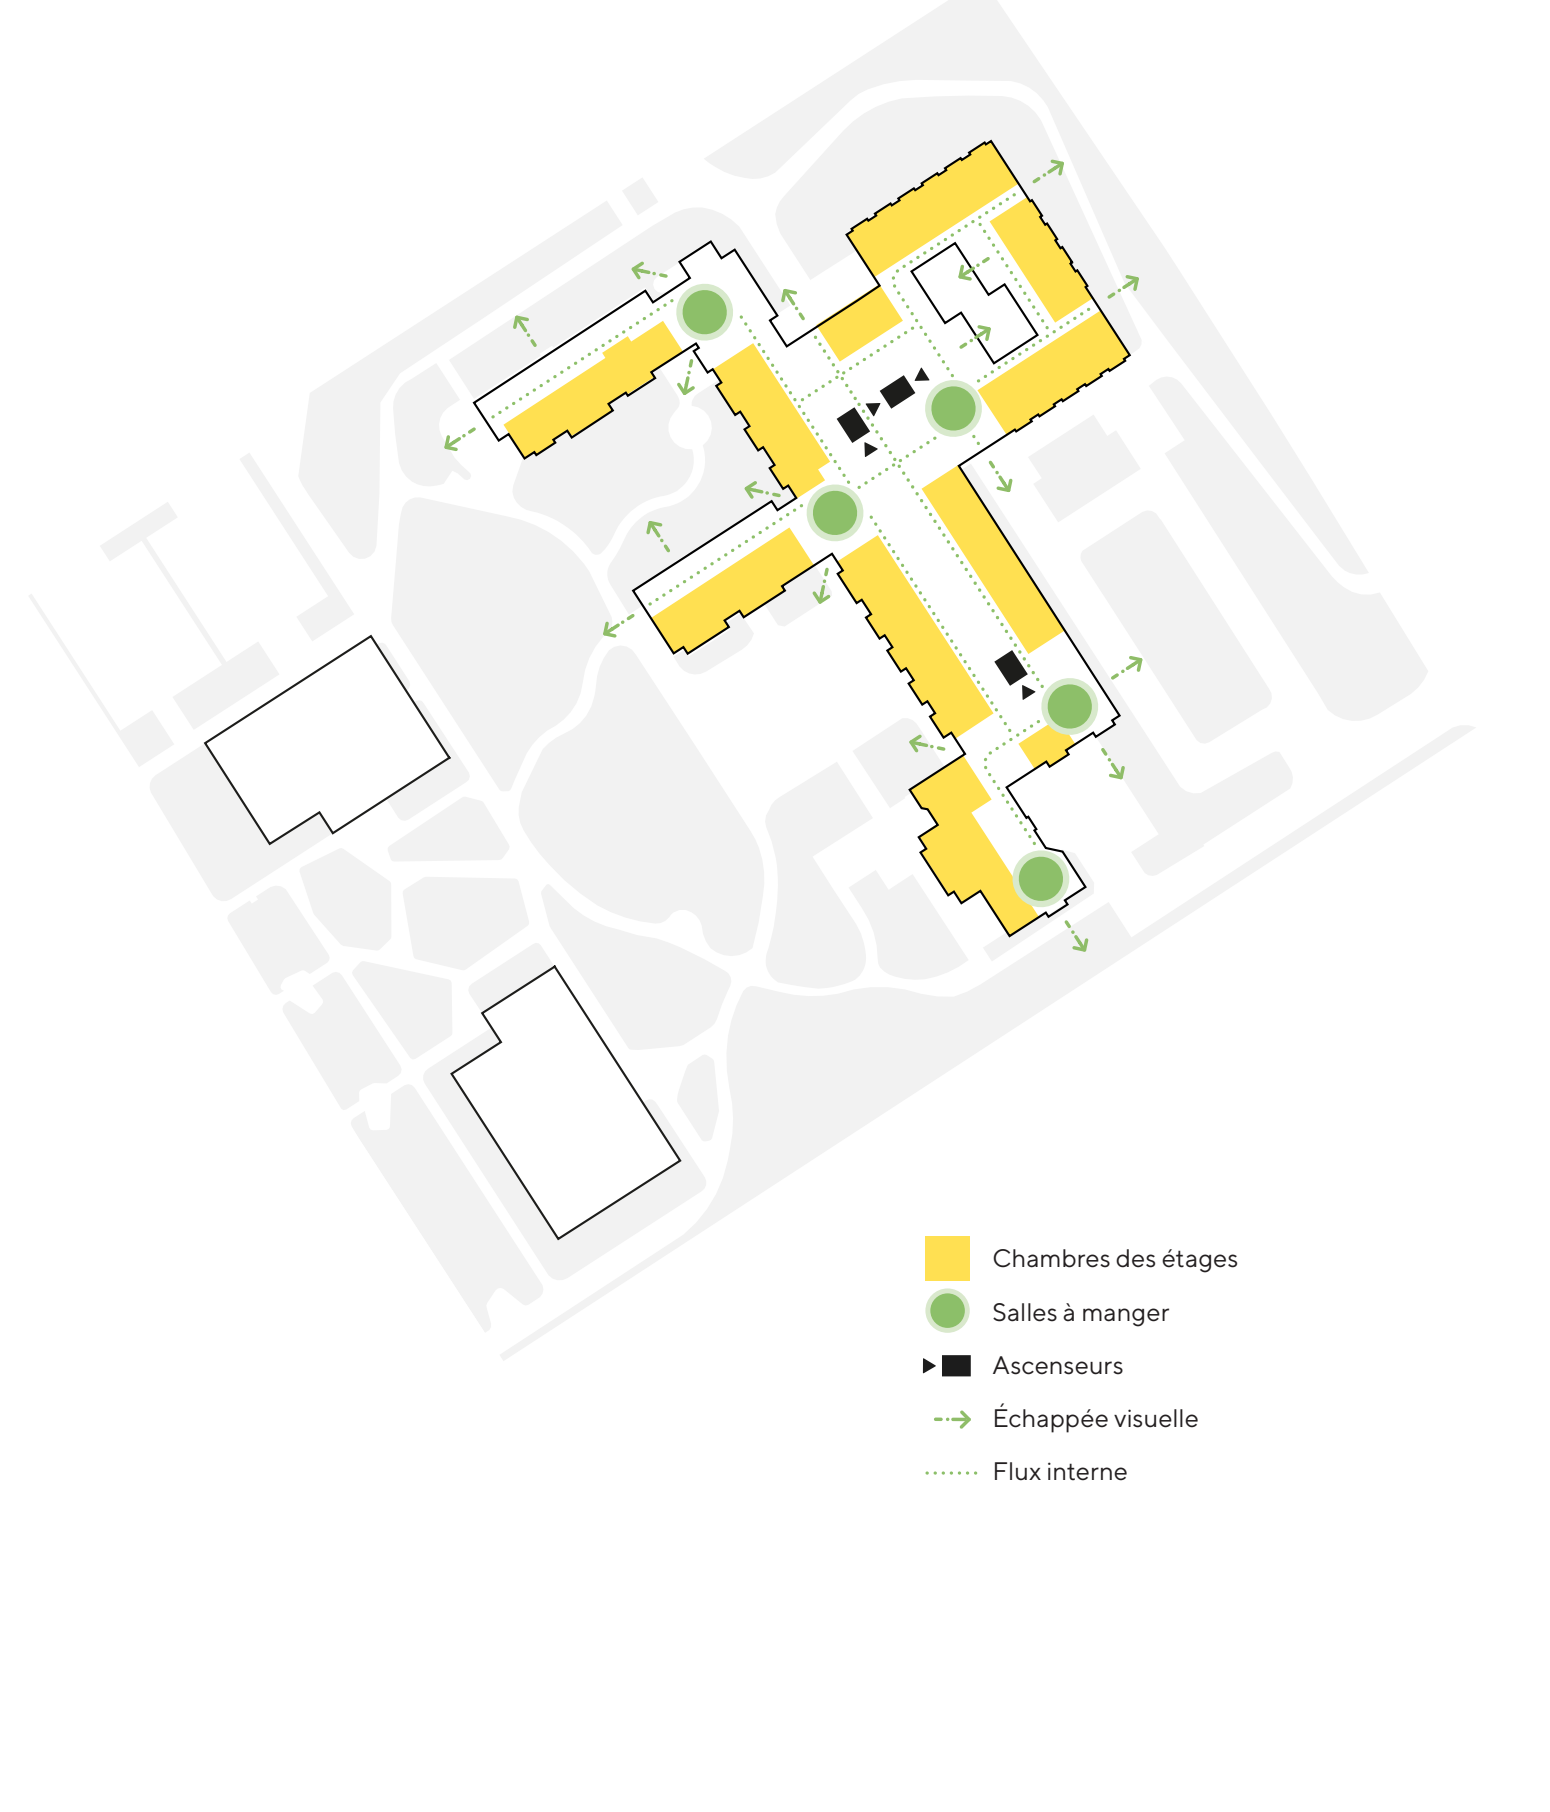 Chambres des étages
Salles à manger
Ascenseurs
Échappée visuelle
Flux interne